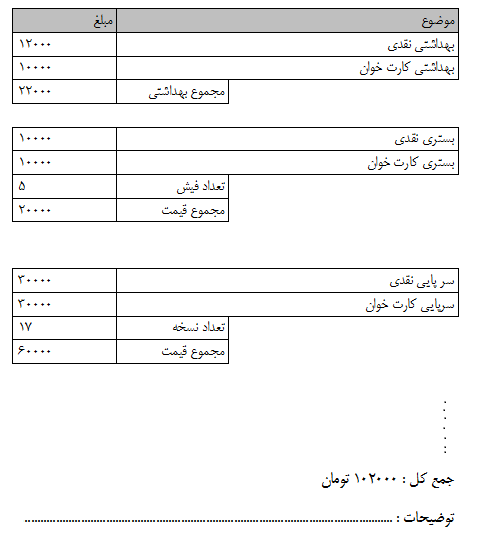 موضوع مبلغ
بهداشتی نقدی ۱۲۰۰۰
بهداشتی کارت خوان ۱۰۰۰۰
مجموع بهداشتی ۲۲۰۰۰
بستری نقدی ۱۰۰۰۰
بستری کارت خوان ۱۰۰۰۰
تعداد فیش ۵
مجموع قیمت ۲۰۰۰۰
سر پایی نقدی ۳۰۰۰۰
سرپایی کارت خوان ۳۰۰۰۰
تعداد نسخه ۱۷
مجموع قیمت ۶۰۰۰۰
.
.
.
.
.
.
جمع کل : ۱۰۲۰۰۰ تومان
توضیحات : ....................................................................................................................